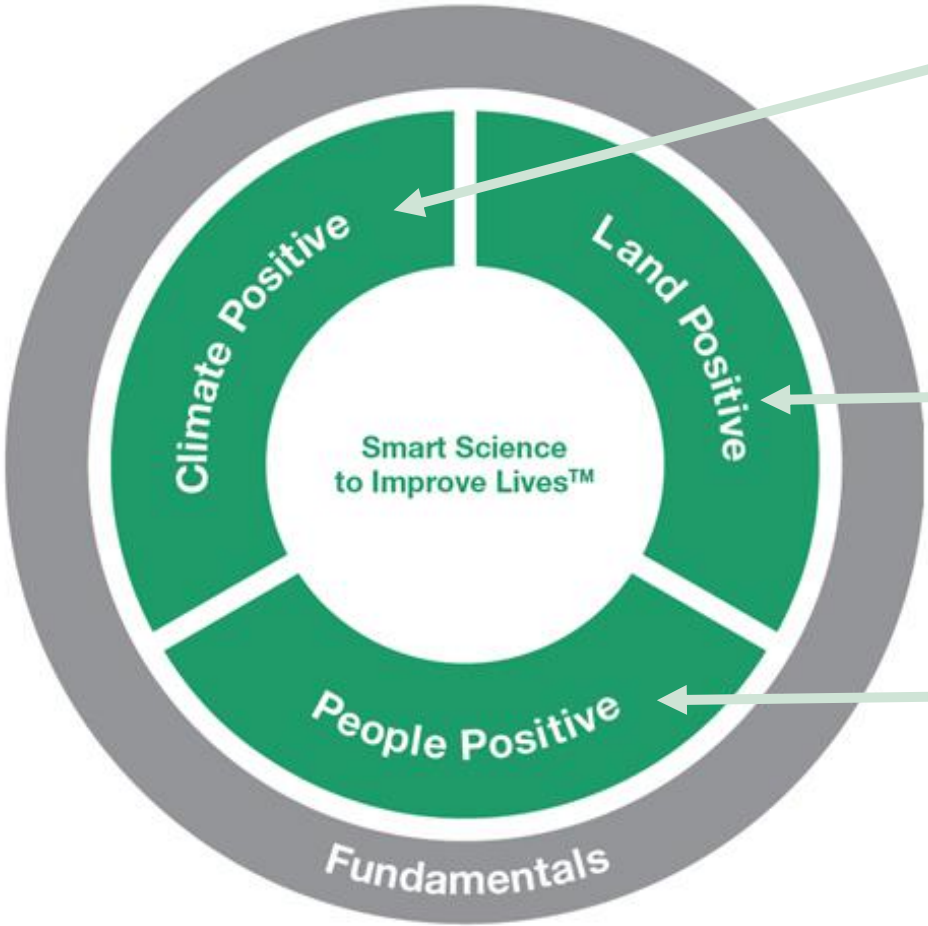 Climate Positive
Land Positive
Smart Science
to Improve Lives™
People Positive
Fundamentals